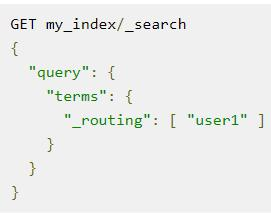 GET my_index/_search
{
  "query": {
    "terms": {
      "_routing": [ "user1" ]
    }
  }
}